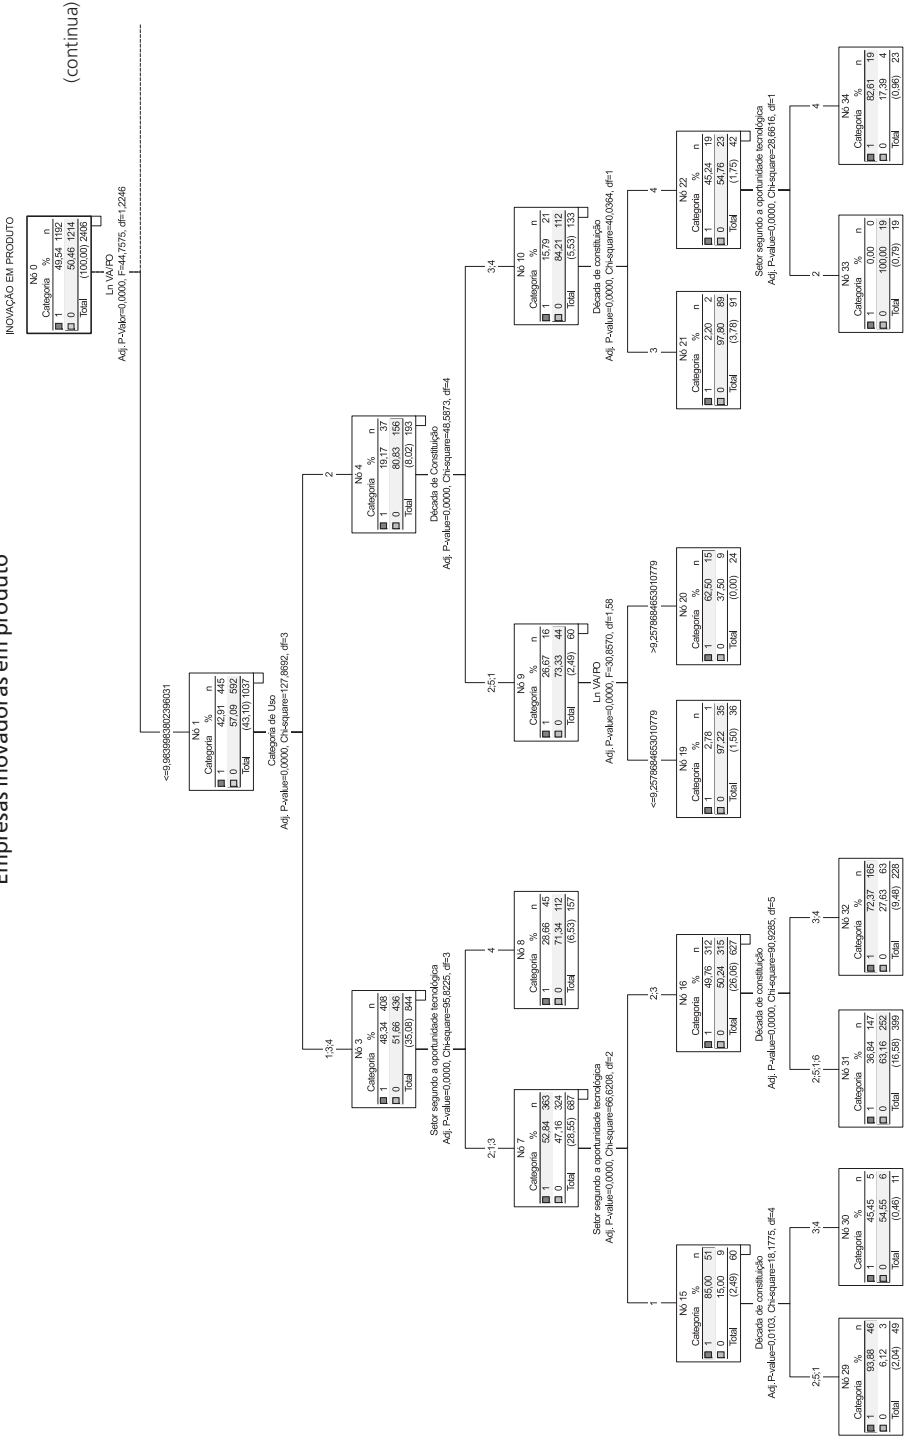 Empresas inovadoras em produto
(continua)
INOVAÇÃO EM PRODUTO
Nó 0
Categoria % n
1 49,54 1192
0 50,46 1214
Total (100,00) 2406
Ln VA/PO
Adj. P-Valor=0,0000, F=44,7575, df=1,2246
<=9,9839983802396031
Nó 1
Categoria % n
1 42,91 445
0 57,09 592
Total (43,10) 1037
Categoria de Uso
Adj. P-value=0,0000, Chi-square=127,8692, df=3
1;3;4
2
Nó 3
Categoria % n
1 48,34 408
0 51,66 436
Total (35,08) 844
Setor segundo a oportunidade tecnológica
Adj. P-value=0,0000, Chi-square=95,8225, df=3
Nó 4
Categoria % n
1 19,17 37
0 80,83 156
Total (8,02) 193
Década de Constituição
Adj. P-value=0,0000, Chi-square=48,5873, df=4
2;1;3
4
2;5;1
3;4
Nó 7
Categoria % n
1 52,84 363
0 47,16 324
Total (28,55) 687
Setor segundo a oportunidade tecnológica
Adj. P-value=0,0000, Chi-square=66,6208, df=2
Nó 8
Categoria % n
1 28,66 45
0 71,34 112
Total (6,53) 157
Nó 9
Categoria % n
1 26,67 16
0 73,33 44
Total (2,49) 60
Ln VA/PO
Adj. P-value=0,0000, F=30,8570, df=1,58
Nó 10
Categoria % n
1 15,79 21
0 84,21 112
Total (5,53) 133
Década de constituição
Adj. P-value=0,0000, Chi-square=40,0364, df=1
1
2;3
<=9,2578684653010779
>9,2578684653010779
3
4
Nó 15
Categoria % n
1 85,00 51
0 15,00 9
Total (2,49) 60
Década de constituição
Adj. P-value=0,0103, Chi-square=18,1775, df=4
Nó 16
Categoria % n
1 49,76 312
0 50,24 315
Total (26,06) 627
Década de constituição
Adj. P-value=0,0000, Chi-square=90,9285, df=5
Nó 19
Categoria % n
1 2,78 1
0 97,22 35
Total (1,50) 36
Nó 20
Categoria % n
1 62,50 15
0 37,50 9
Total (0,00) 24
Nó 21
Categoria % n
1 2,20 2
0 97,80 89
Total (3,78) 91
Nó 22
Categoria % n
1 45,24 19
0 54,76 23
Total (1,75) 42
Setor segundo a oportunidade tecnológica
Adj. P-value=0,0000, Chi-square=28,6616, df=1
2;5;1
3;4
2;5;1;6
3;4
2
4
Nó 29
Categoria % n
1 93,88 46
0 6,12 3
Total (2,04) 49
Nó 30
Categoria % n
1 45,45 5
0 54,55 6
Total (0,46) 11
Nó 31
Categoria % n
1 36,84 147
0 63,16 252
Total (16,58) 399
Nó 32
Categoria % n
1 72,37 165
0 27,63 63
Total (9,48) 228
Nó 33
Categoria % n
1 0,00 0
0 100,00 19
Total (0,79) 19
Nó 34
Categoria % n
1 82,61 19
0 17,39 4
Total (0,96) 23